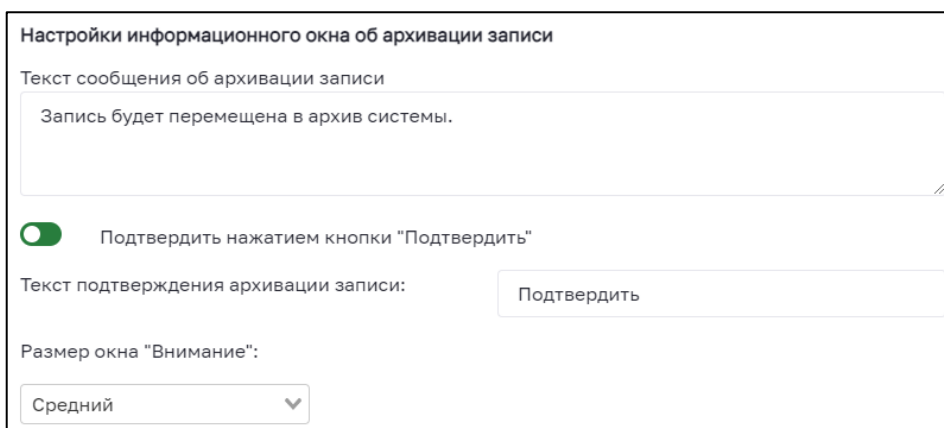 Настройки информационного окна об архивации записи
Текст сообщения об архивации записи
Запись будет перемещена в архив системы.
Подтвердить нажатием кнопки "Подтвердить"
Текст подтверждения архивации записи:
Подтвердить
Размер окна "Внимание":
Средний